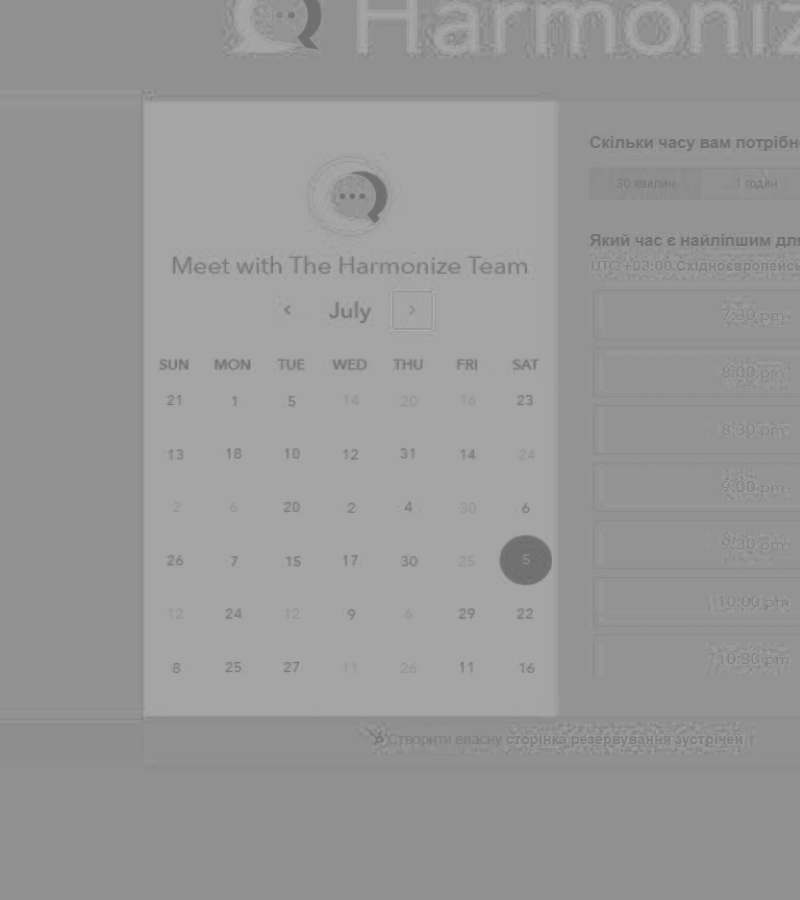 Harmoniz
Meet with The Harmonize Team
‹ July ›
SUN MON TUE WED THU FRI SAT
21 1 5 14 20 16 23
13 18 10 12 31 14 24
2 6 20 2 4 30 6
26 7 15 17 30 25 5
12 24 12 9 6 29 22
8 25 27 11 26 11 16
Скільки часу вам потрібн
30 хвилин 1 годин
Який час є найліпшим для
UTC +03:00 Східноєвропейсь
7:30 pm
8:00 pm
8:30 pm
9:00 pm
9:30 pm
10:00 pm
10:30 pm
Створити власну сторінка резервування зустрічей